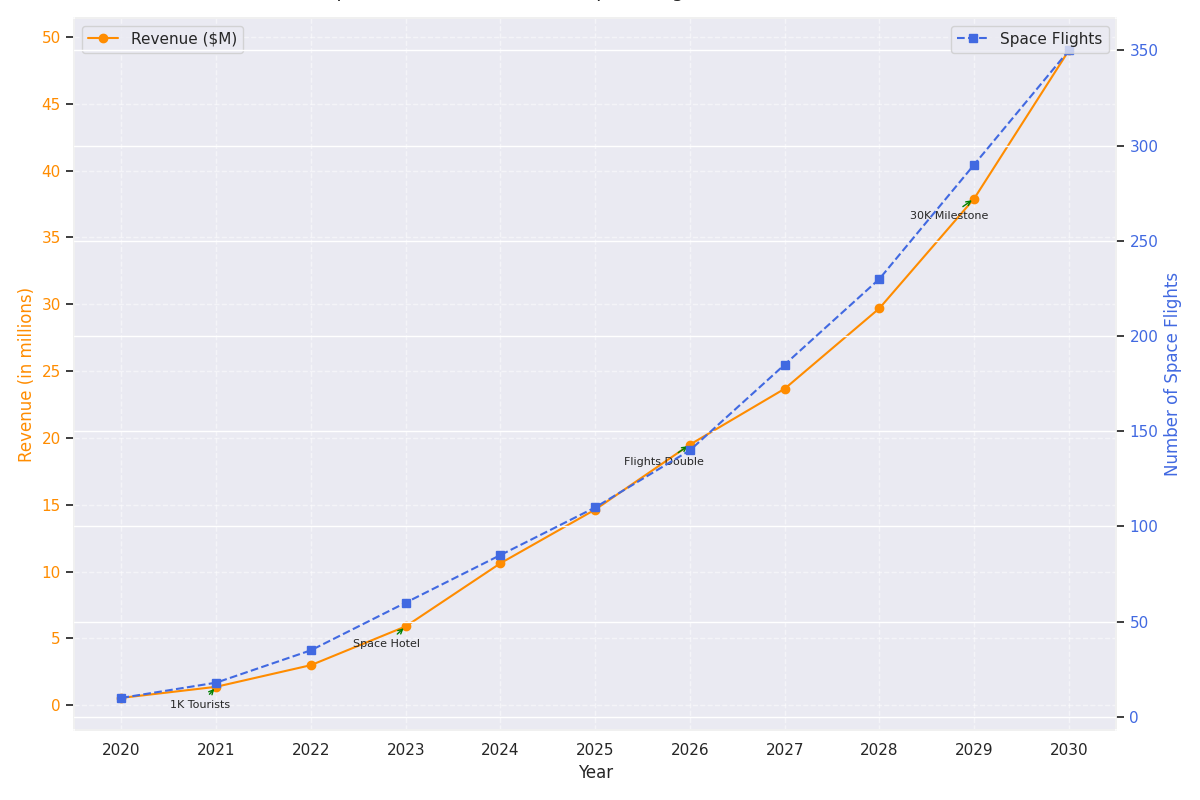 Revenue ($M)
Space Flights
50
45
40
35
30
25
20
15
10
5
0
Revenue (in millions)
350
300
250
200
150
100
50
0
Number of Space Flights
30K Milestone
Flights Double
Space Hotel
1K Tourists
2020 2021 2022 2023 2024 2025 2026 2027 2028 2029 2030
Year